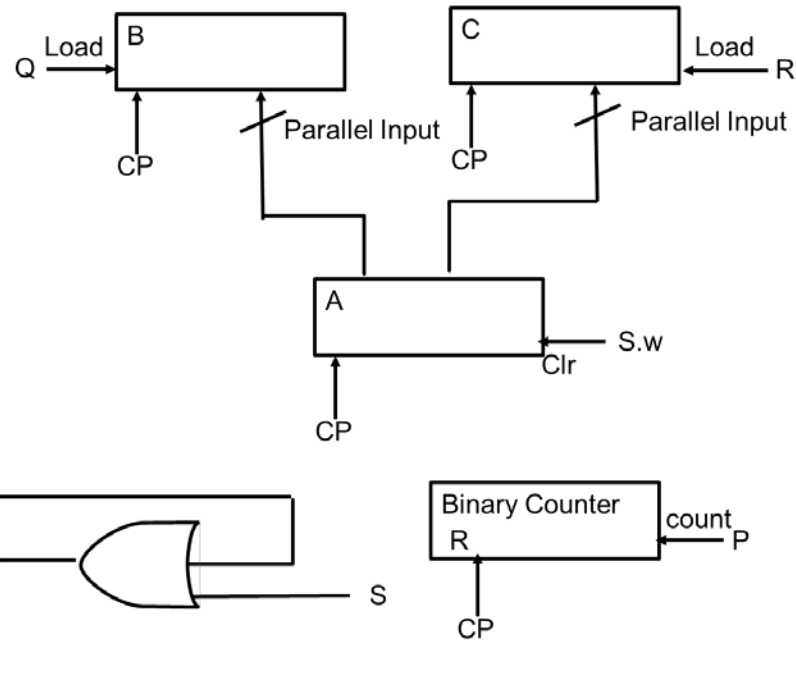 B
C
Load
Load
Q
R
Parallel Input
Parallel Input
CP
CP
A
S.w
Clr
CP
Binary Counter
R
count
P
S
CP